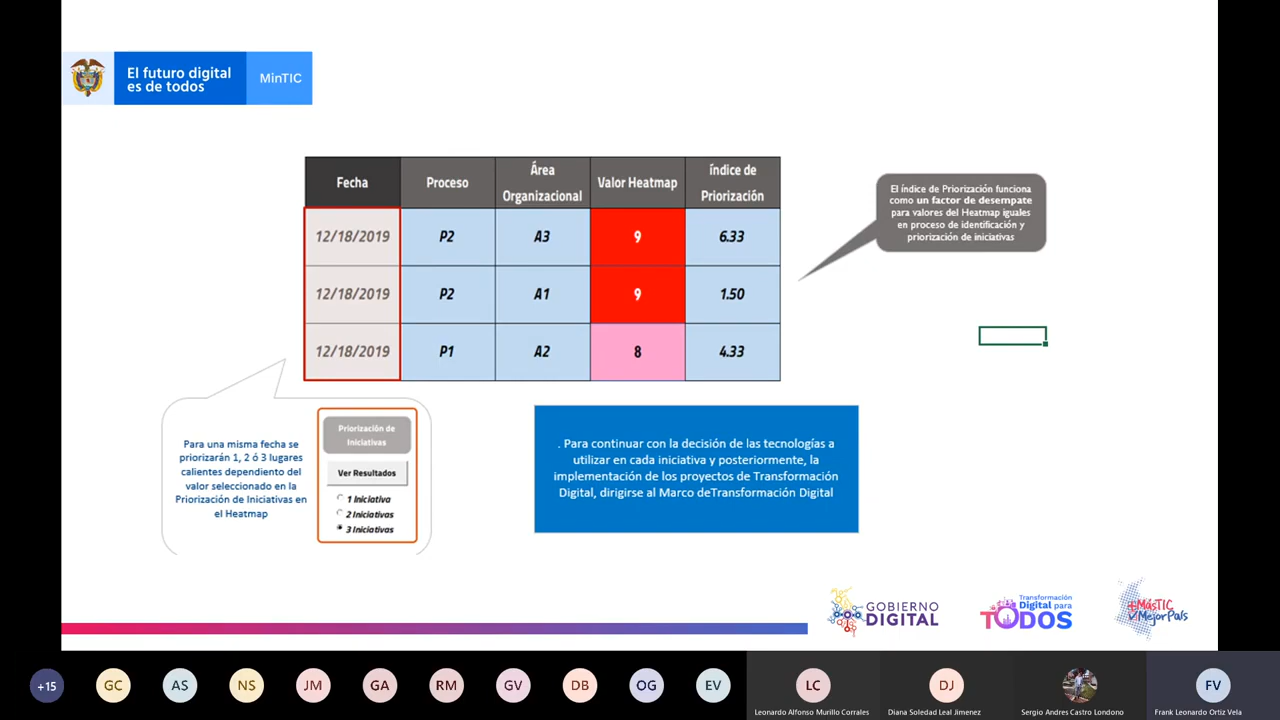 El futuro digital
es de todos
MinTIC
Fecha
Proceso
Área
Organizacional
Valor Heatmap
índice de
Priorización
12/18/2019
P2
A3
9
6.33
12/18/2019
P2
A1
9
1.50
12/18/2019
P1
A2
8
4.33
El índice de Priorización funciona
como un factor de desempate
para valores del Heatmap iguales
en proceso de identificación y
priorización de iniciativas
Para una misma fecha se
priorizarán 1, 2 ó 3 lugares
calientes dependiento del
valor seleccionado en la
Priorización de Iniciativas en
el Heatmap
Priorización de
Iniciativas
Ver Resultados
1 Iniciativa
2 Iniciativas
3 Iniciativas
. Para continuar con la decisión de las tecnologías a
utilizar en cada iniciativa y posteriormente, la
implementación de los proyectos de Transformación
Digital, dirigirse al Marco deTransformación Digital
GOBIERNO
DIGITAL
Transformación
Digital para
TODOS
+MásTIC
MejorPaís
+15
GC
AS
NS
JM
GA
RM
GV
DB
OG
EV
LC
DJ
FV
Leonardo Alfonso Murillo Corrales
Diana Soledad Leal Jimenez
Sergio Andres Castro Londono
Frank Leonardo Ortiz Vela